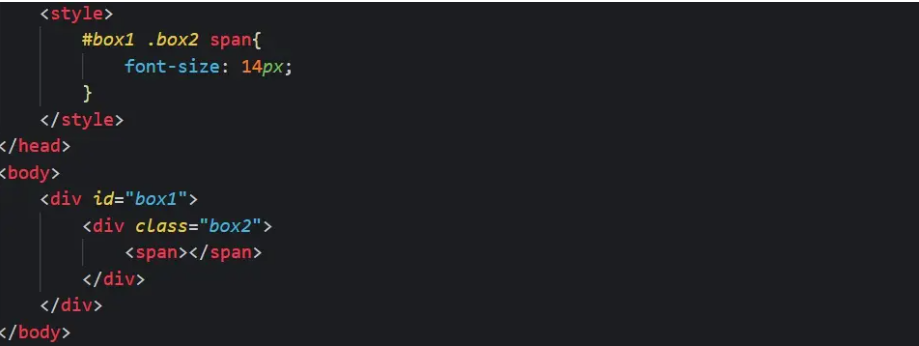 <style>
#box1 .box2 span{
font-size: 14px;
}
</style>
</head>
<body>
<div id="box1">
<div class="box2">
<span></span>
</div>
</div>
</body>